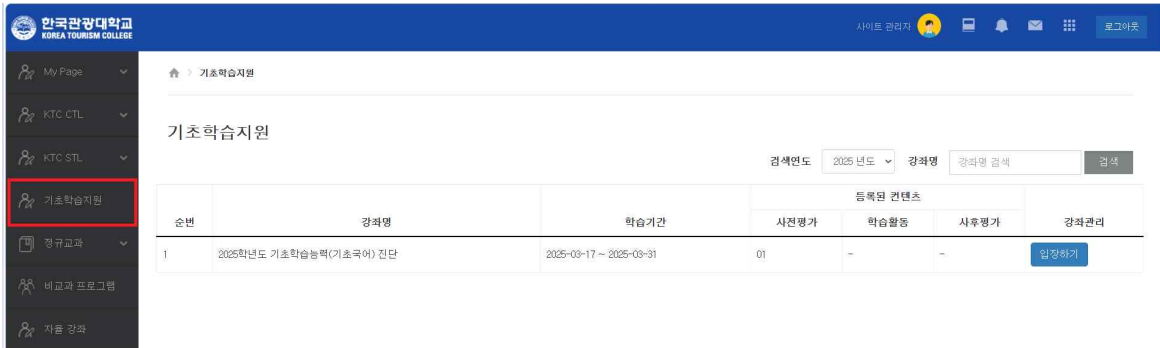 한국관광대학교
KOREA TOURISM COLLEGE
사이트 관리자
로그아웃
My Page
KTC CTL
KTC STL
기초학습지원
정규교과
비교과 프로그램
자율 강좌
기초학습지원
기초학습지원
검색연도 2025 년도 강좌명 강좌명 검색 검색
순번 강좌명 학습기간 등록된 컨텐츠 강좌관리
사전평가 학습활동 사후평가
1 2025학년도 기초학습능력(기초국어) 진단 2025-03-17 ~ 2025-03-31 01 - - 입장하기